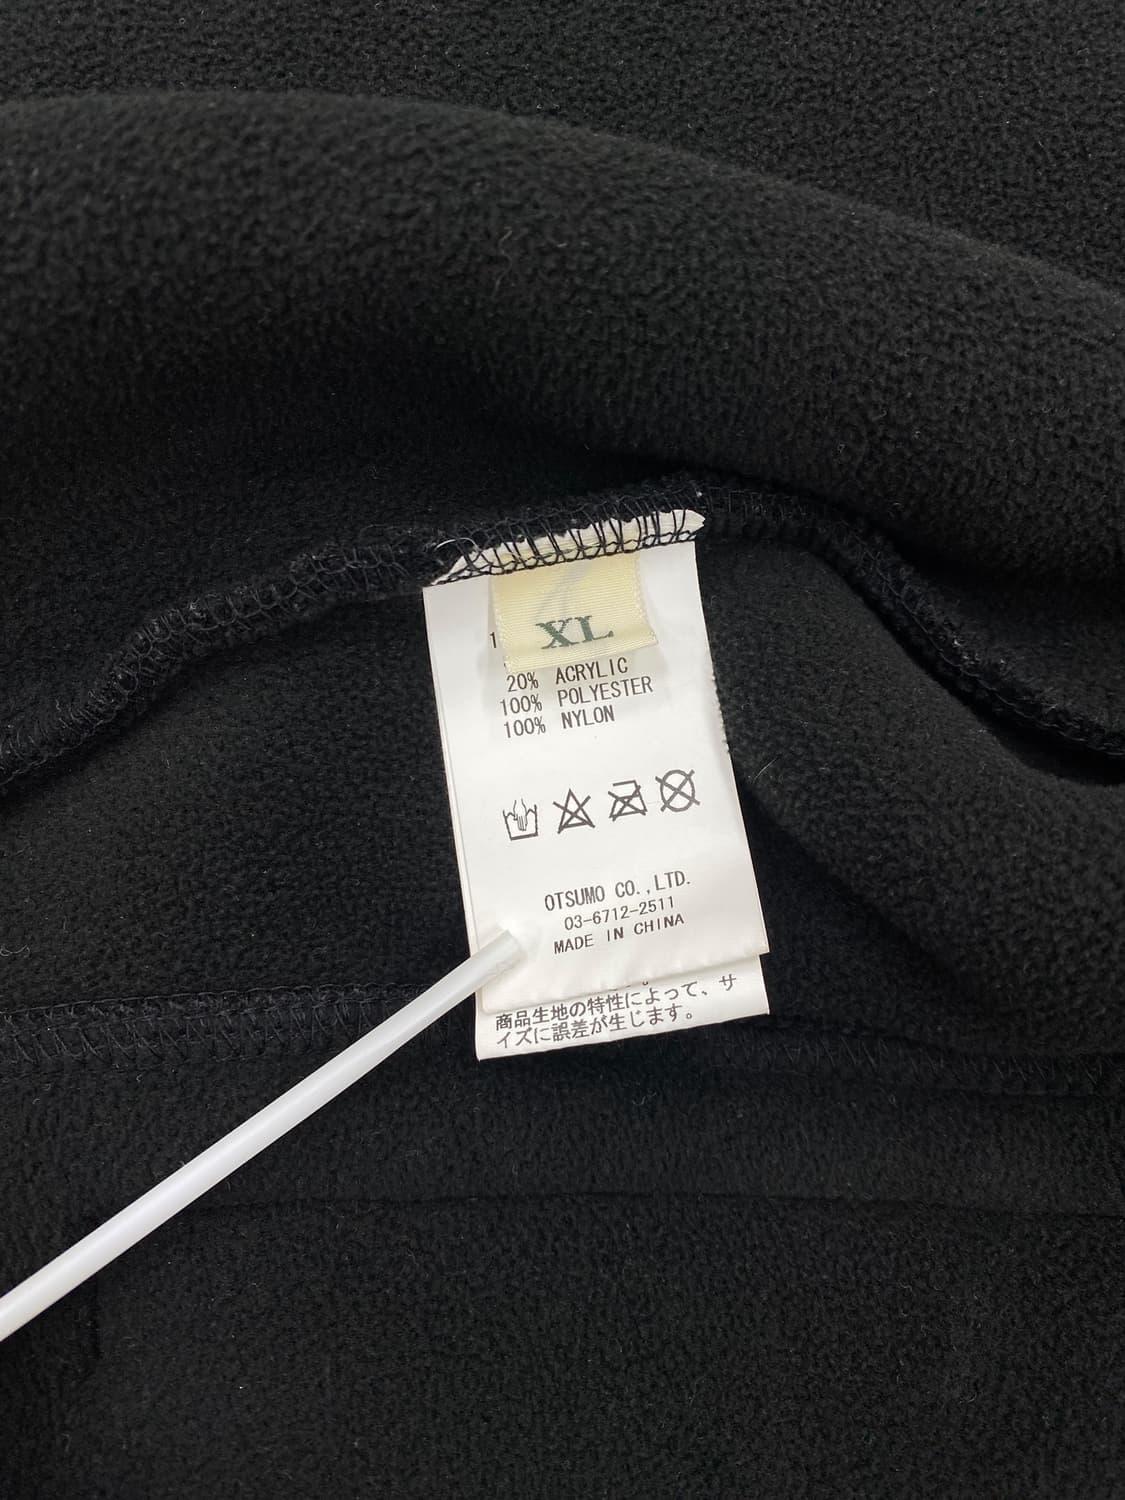 XL
20% ACRYLIC
100% POLYESTER
100% NYLON
OTSUMO CO.,LTD.
03-6712-2511
MADE IN CHINA
商品生地の特性によって、サ
イズに誤差が生じます。